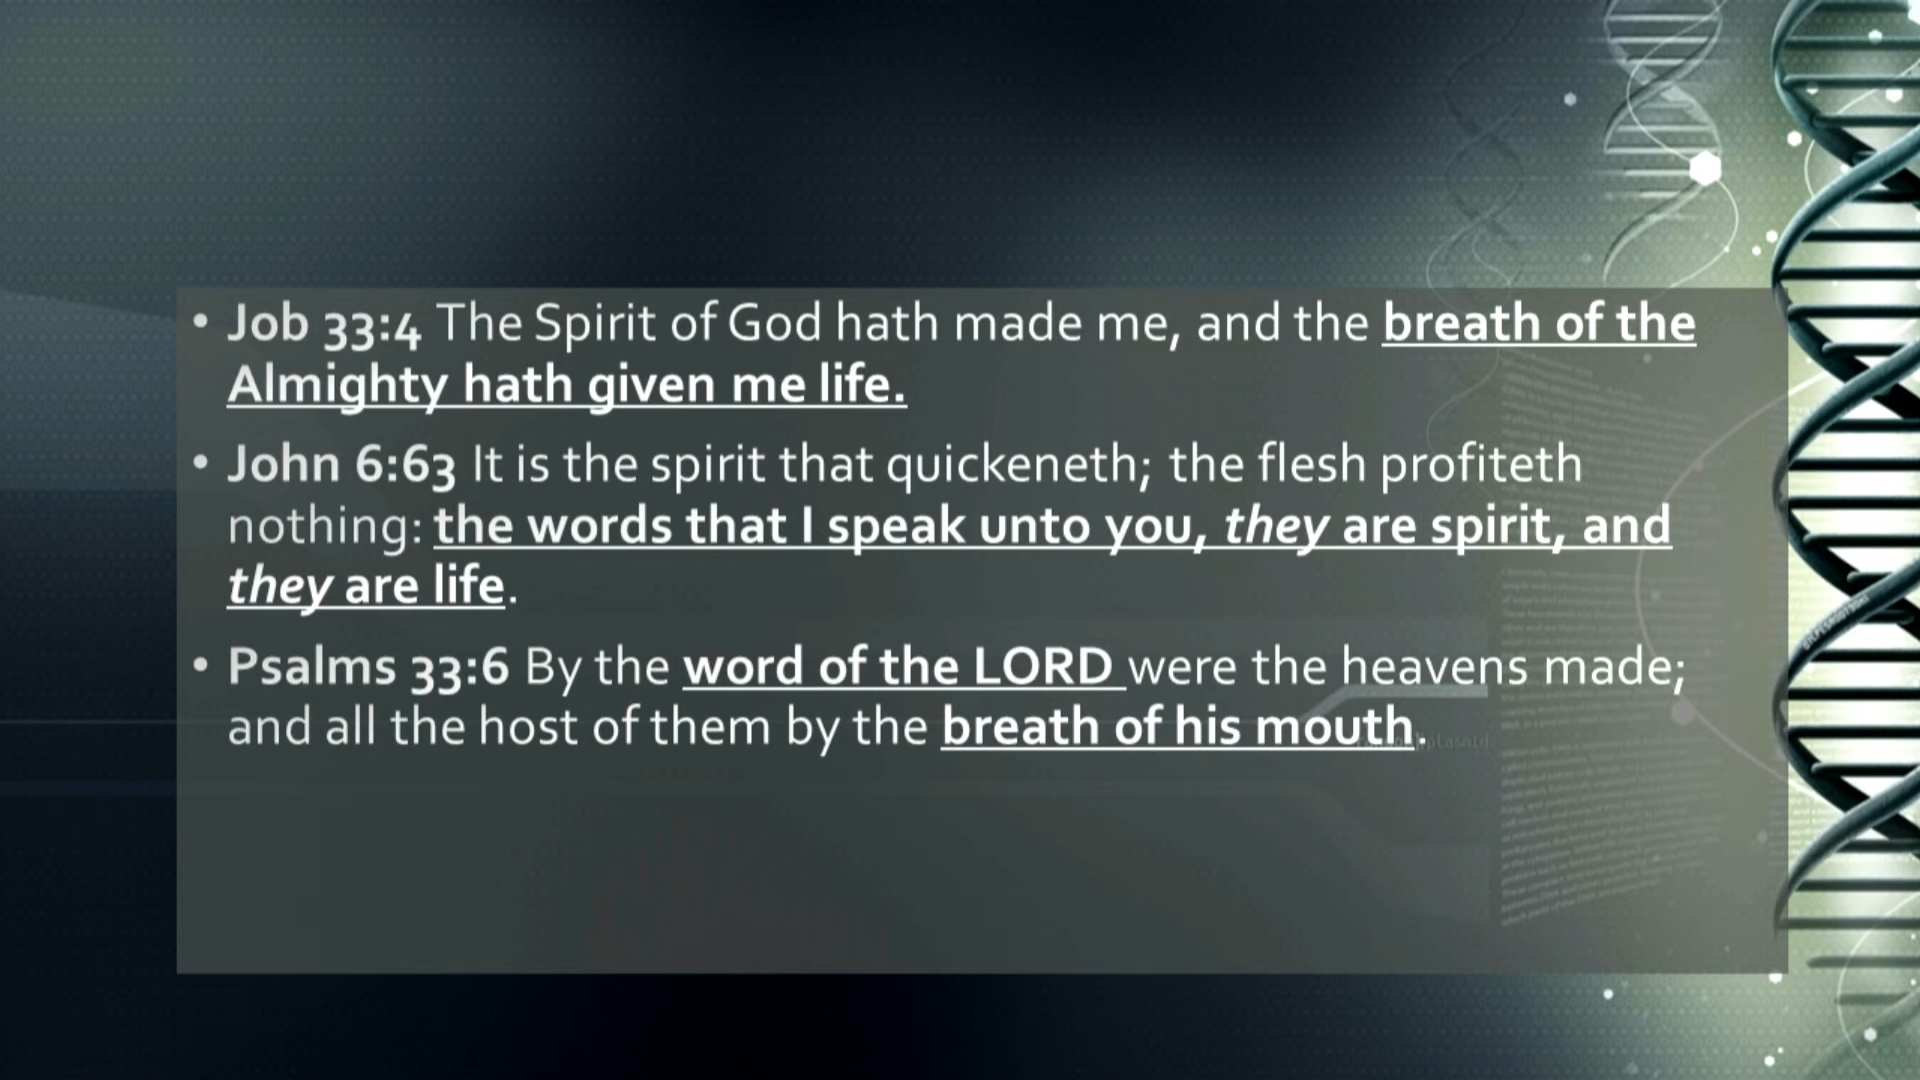 • Job 33:4 The Spirit of God hath made me, and the breath of the
Almighty hath given me life.
• John 6:63 It is the spirit that quickeneth; the flesh profiteth
nothing: the words that I speak unto you, they are spirit, and
they are life.
• Psalms 33:6 By the word of the LORD were the heavens made;
and all the host of them by the breath of his mouth.